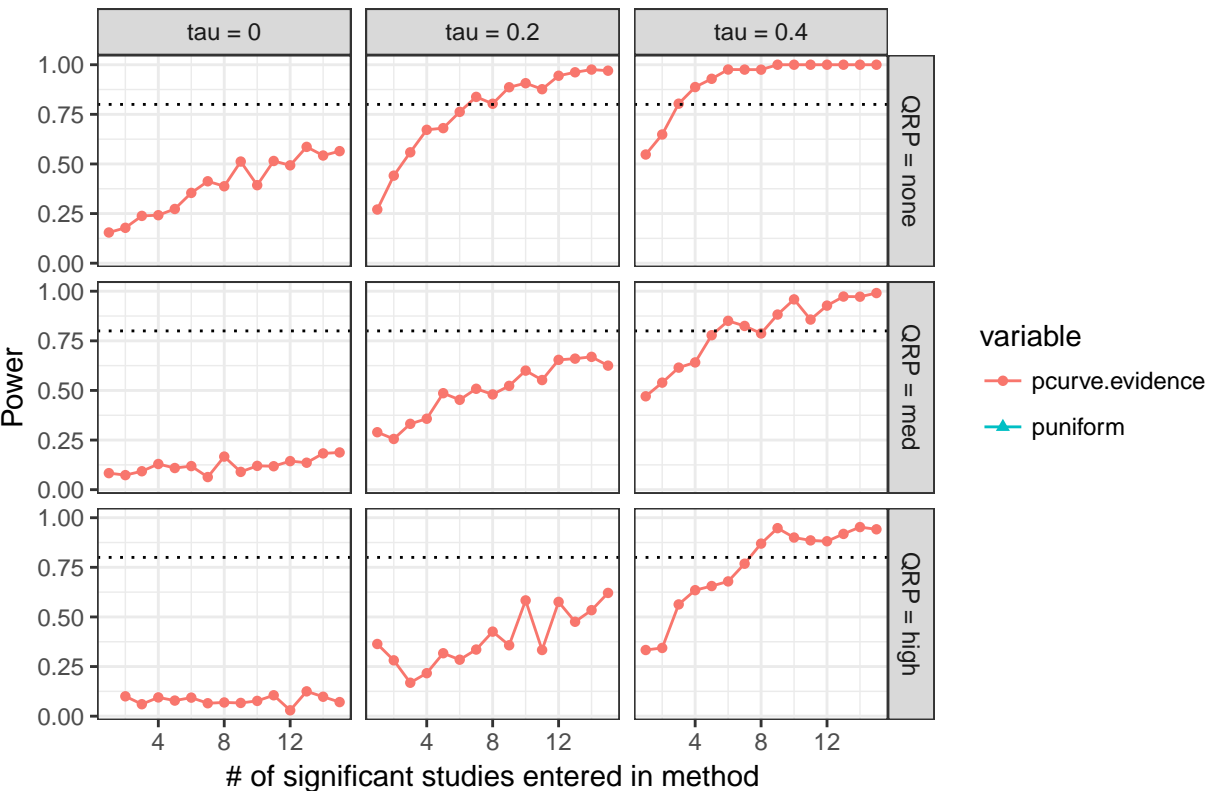 tau = 0
tau = 0.2
tau = 0.4
1.00
0.75
0.50
0.25
0.00
QRP = none
1.00
0.75
0.50
0.25
0.00
QRP = med
1.00
0.75
0.50
0.25
0.00
QRP = high
Power
4 8 12
4 8 12
4 8 12
# of significant studies entered in method
variable
pcurve.evidence
puniform